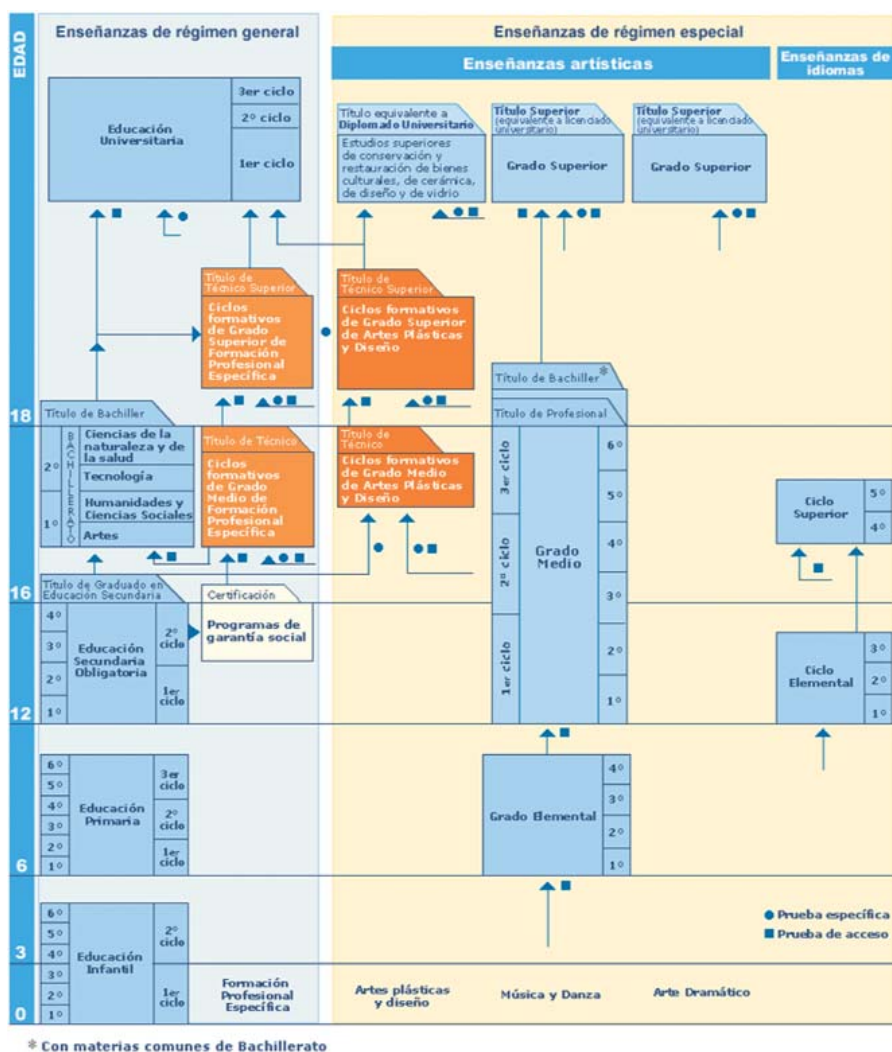 EDAD
Enseñanzas de régimen general
Enseñanzas de régimen especial
Enseñanzas artísticas
Enseñanzas de
idiomas
Educación
Universitaria
3er ciclo
2º ciclo
1er ciclo
Título equivalente a
Diplomado Universitario
Estudios superiores
de conservación y
restauración de bienes
culturales, de cerámica,
de diseño y de vidrio
Título Superior
(equivalente a licenciado
universitario)
Grado Superior
Título Superior
(equivalente a licenciado
universitario)
Grado Superior
Título de
Técnico Superior
Ciclos
formativos
de Grado
Superior de
Formación
Profesional
Específica
Título de
Técnico Superior
Ciclos formativos
de Grado Superior
de Artes Plásticas
y Diseño
Título de Bachiller*
Título de Profesional
18
Título de Bachiller
2º
1º
BACHILLERATO
Ciencias de la
naturaleza y de
la salud
Tecnología
Humanidades y
Ciencias Sociales
Artes
Título de Técnico
Ciclos
formativos
de Grado
Medio de
Formación
Profesional
Específica
Título de
Técnico
Ciclos formativos
de Grado Medio
de Artes Plásticas
y Diseño
3er ciclo
2º ciclo
1er ciclo
Grado
Medio
6º
5º
4º
3º
2º
1º
Ciclo
Superior
5º
4º
16
Título de Graduado en
Educación Secundaria
4º
3º
2º
1º
Educación
Secundaria
Obligatoria
2º
ciclo
1er
ciclo
Certificación
Programas de
garantía social
Ciclo
Elemental
3º
2º
1º
12
6º
5º
4º
3º
2º
1º
Educación
Primaria
3er
ciclo
2º
ciclo
1er
ciclo
Grado Elemental
4º
3º
2º
1º
6
6º
5º
4º
3º
2º
1º
Educación
Infantil
2º
ciclo
1er
ciclo
Prueba específica
Prueba de acceso
3
Formación
Profesional
Específica
Artes plásticas
y diseño
Música y Danza
Arte Dramático
0
* Con materias comunes de Bachillerato